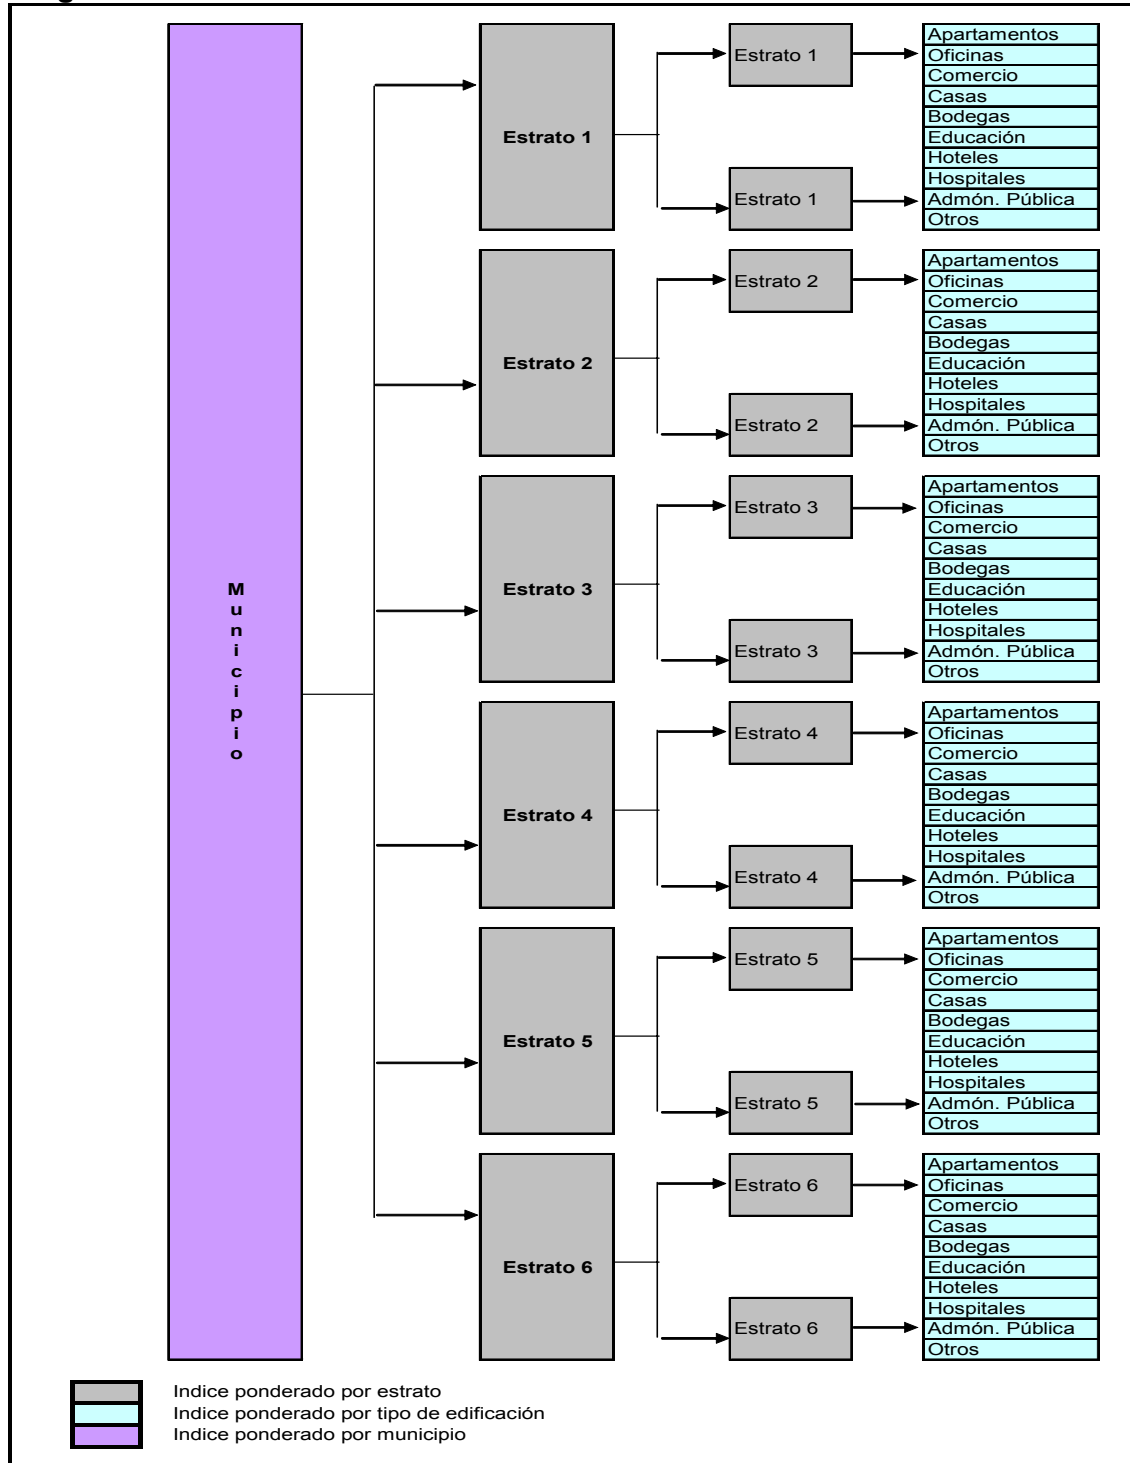 Municipio
Estrato 1
Estrato 1
Apartamentos
Oficinas
Comercio
Casas
Bodegas
Educación
Hoteles
Hospitales
Admón. Pública
Otros
Estrato 1
Estrato 2
Estrato 2
Apartamentos
Oficinas
Comercio
Casas
Bodegas
Educación
Hoteles
Hospitales
Admón. Pública
Otros
Estrato 2
Estrato 3
Estrato 3
Apartamentos
Oficinas
Comercio
Casas
Bodegas
Educación
Hoteles
Hospitales
Admón. Pública
Otros
Estrato 3
Estrato 4
Estrato 4
Apartamentos
Oficinas
Comercio
Casas
Bodegas
Educación
Hoteles
Hospitales
Admón. Pública
Otros
Estrato 4
Estrato 5
Estrato 5
Apartamentos
Oficinas
Comercio
Casas
Bodegas
Educación
Hoteles
Hospitales
Admón. Pública
Otros
Estrato 5
Estrato 6
Estrato 6
Apartamentos
Oficinas
Comercio
Casas
Bodegas
Educación
Hoteles
Hospitales
Admón. Pública
Otros
Estrato 6
Indice ponderado por estrato
Indice ponderado por tipo de edificación
Indice ponderado por municipio